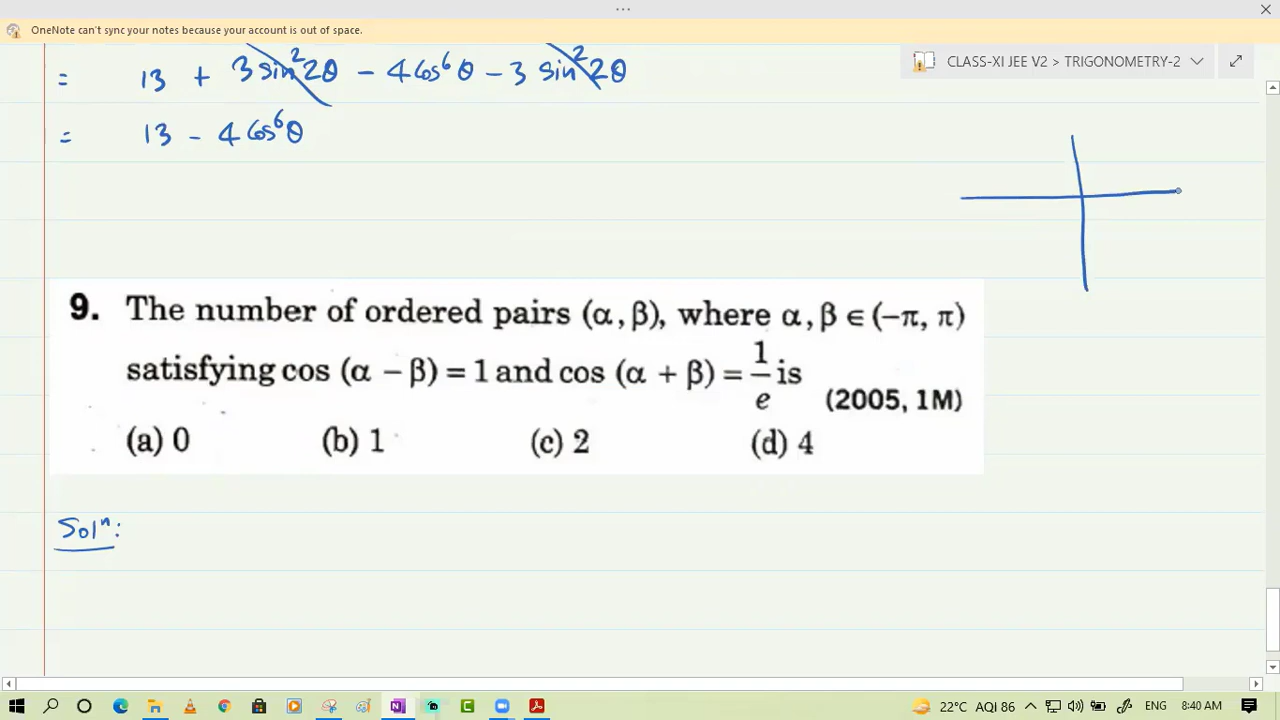 OneNote can't sync your notes because your account is out of space.
CLASS-XI JEE V2 > TRIGONOMETRY-2
= 13 + 3 sin²2θ − 4 cos⁶θ − 3 sin²2θ
= 13 − 4 cos⁶θ
9. The number of ordered pairs (α, β), where α, β ∈ (−π, π)
satisfying cos (α − β) = 1 and cos (α + β) = 1/e is
(2005, 1M)
(a) 0 (b) 1 (c) 2 (d) 4
Solⁿ:
22°C AQI 86 ENG 8:40 AM